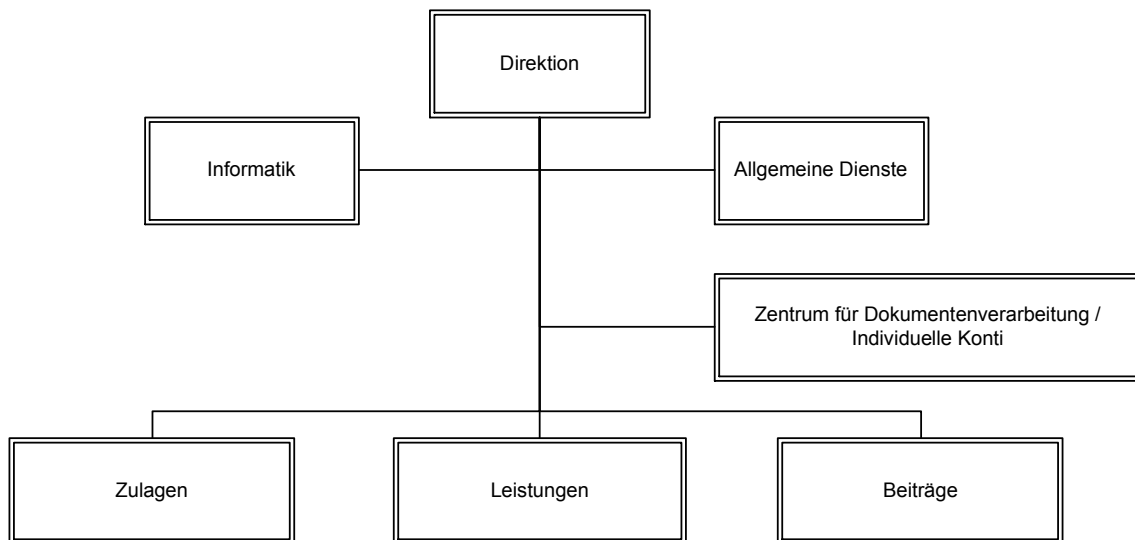 Direktion
Informatik
Allgemeine Dienste
Zentrum für Dokumentenverarbeitung /
Individuelle Konti
Zulagen
Leistungen
Beiträge